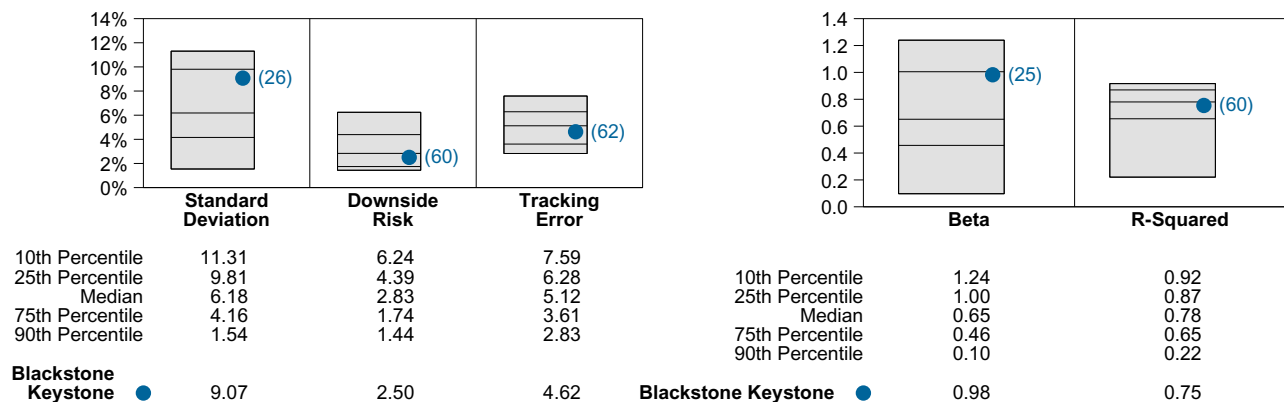 14%
12%
10%
8%
6%
4%
2%
0%
(26)
(60)
(62)
Standard
Deviation
Downside
Risk
Tracking
Error
10th Percentile 11.31 6.24 7.59
25th Percentile 9.81 4.39 6.28
Median 6.18 2.83 5.12
75th Percentile 4.16 1.74 3.61
90th Percentile 1.54 1.44 2.83
Blackstone
Keystone 9.07 2.50 4.62
1.4
1.2
1.0
0.8
0.6
0.4
0.2
0.0
(25)
(60)
Beta R-Squared
10th Percentile 1.24 0.92
25th Percentile 1.00 0.87
Median 0.65 0.78
75th Percentile 0.46 0.65
90th Percentile 0.10 0.22
Blackstone Keystone 0.98 0.75